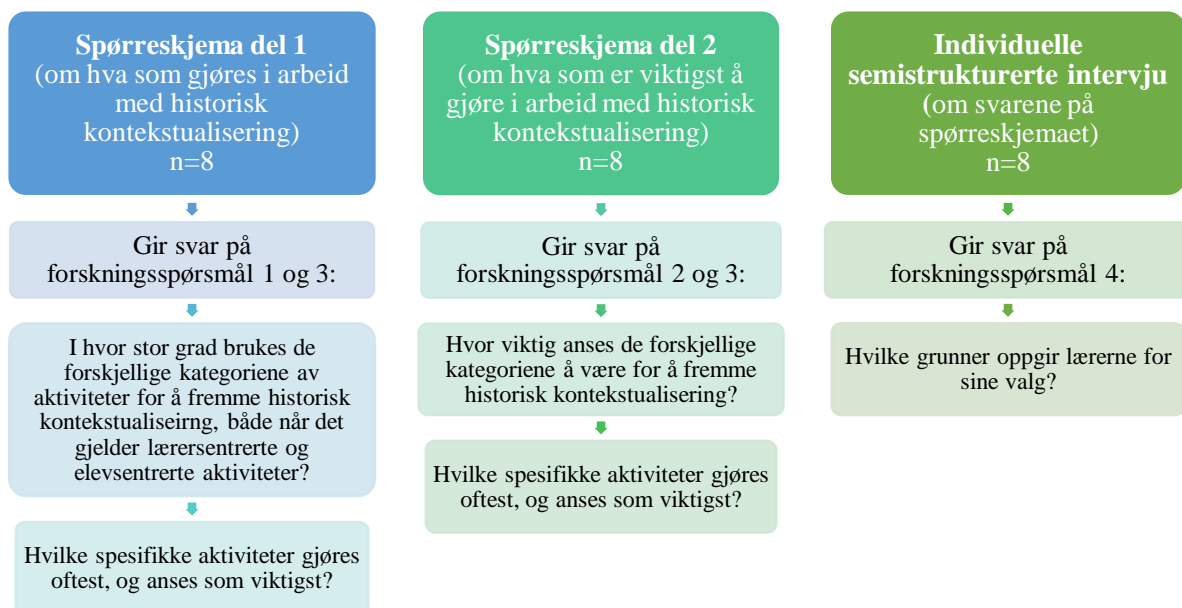 Spørreskjema del 1
(om hva som gjøres i arbeid
med historisk
kontekstualisering)
n=8
Gir svar på
forskningsspørsmål 1 og 3:
I hvor stor grad brukes de
forskjellige kategoriene av
aktiviteter for å fremme historisk
kontekstualiseirng, både når det
gjelder lærersentrerte og
elevsentrerte aktiviteter?
Hvilke spesifikke aktiviteter gjøres
oftest, og anses som viktigst?
Spørreskjema del 2
(om hva som er viktigst å
gjøre i arbeid med historisk
kontekstualisering)
n=8
Gir svar på
forskningsspørsmål 2 og 3:
Hvor viktig anses de forskjellige
kategoriene å være for å fremme
historisk kontekstualisering?
Hvilke spesifikke aktiviteter gjøres
oftest, og anses som viktigst?
Individuelle
semistrukturerte intervju
(om svarene på
spørreskjemaet)
n=8
Gir svar på
forskningsspørsmål 4:
Hvilke grunner oppgir lærerne for
sine valg?